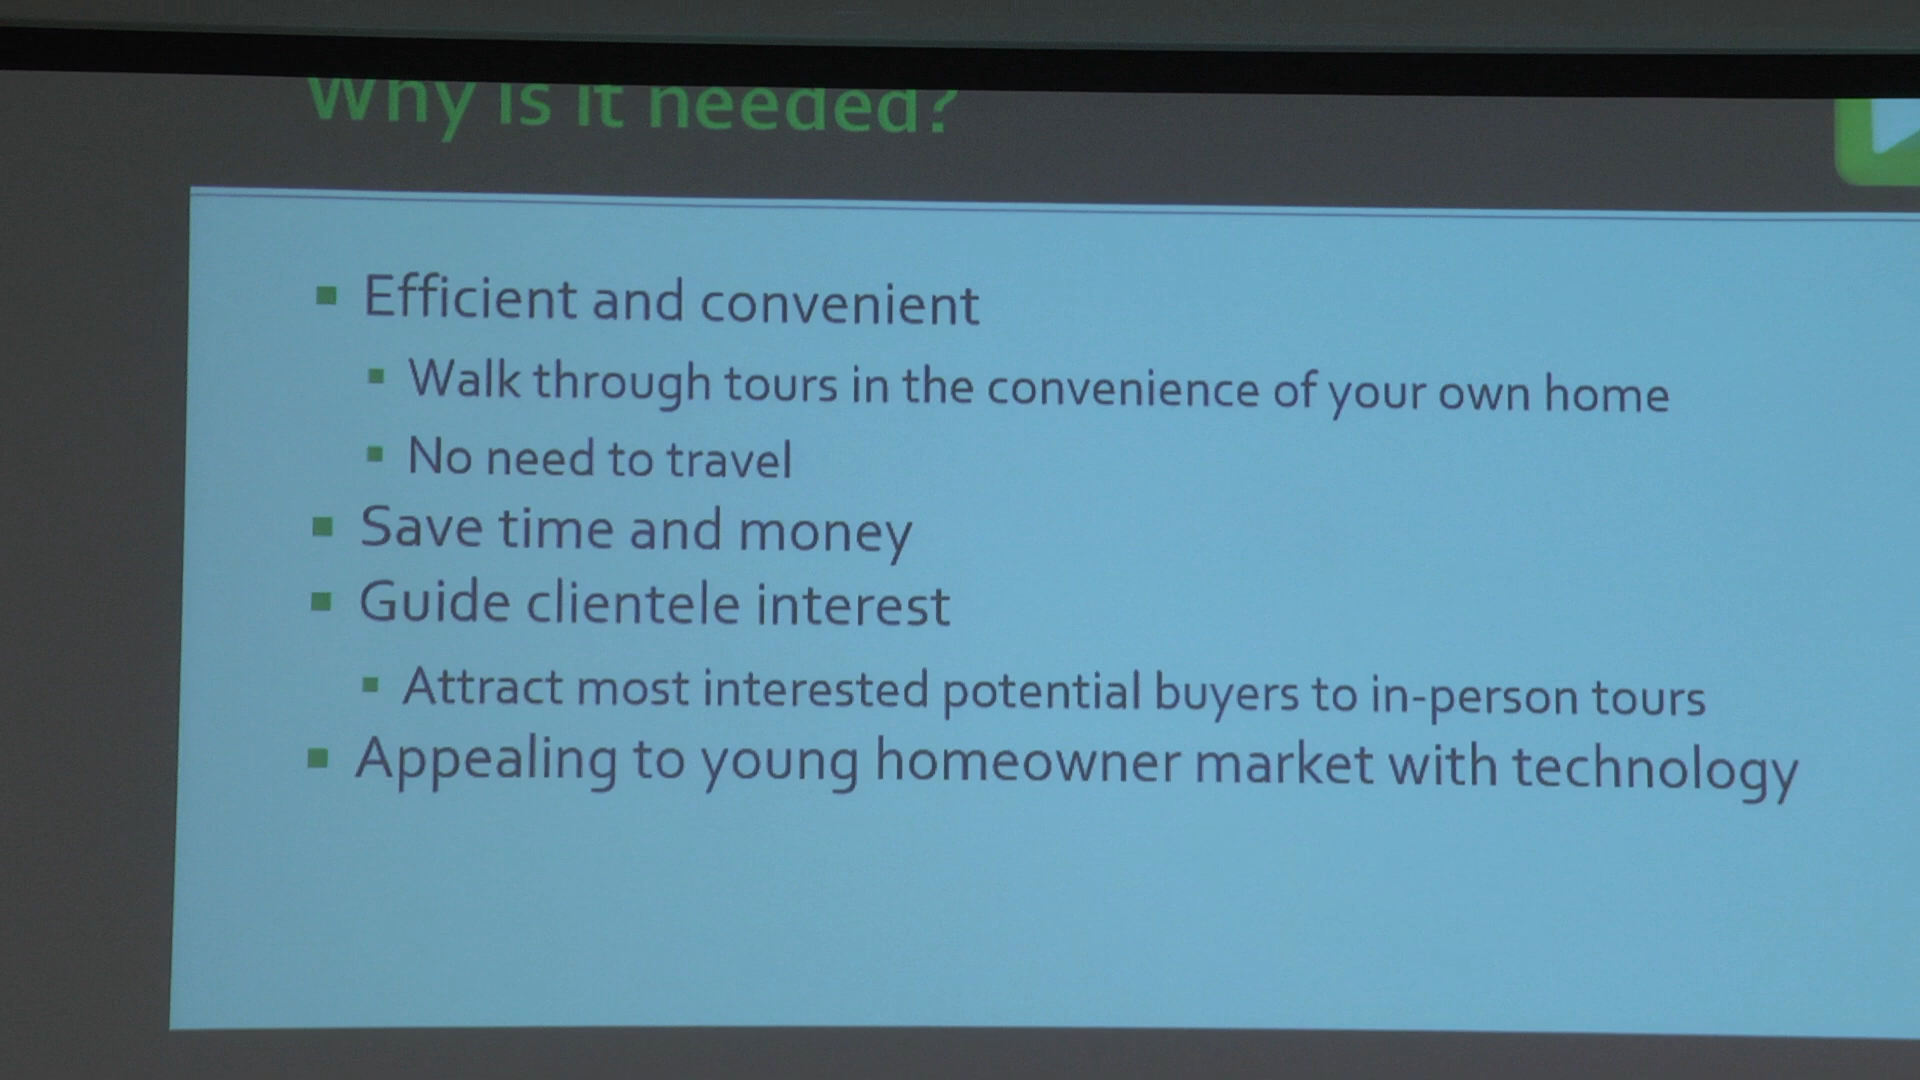 Why is it needed?
Efficient and convenient
Walk through tours in the convenience of your own home
No need to travel
Save time and money
Guide clientele interest
Attract most interested potential buyers to in-person tours
Appealing to young homeowner market with technology